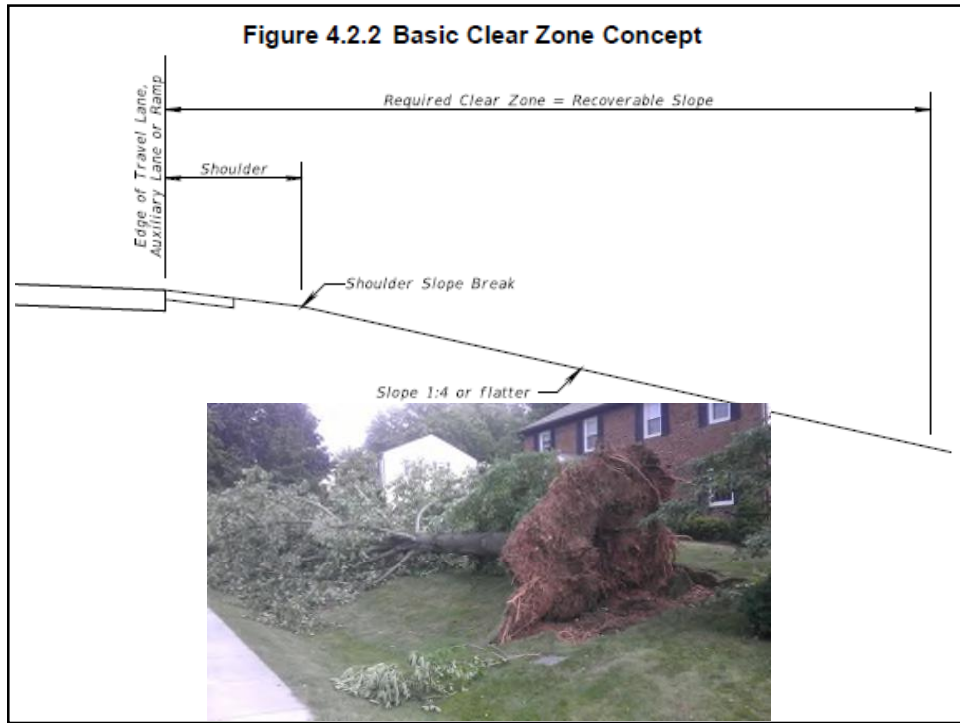 Figure 4.2.2 Basic Clear Zone Concept
Edge of Travel Lane,
Auxiliary Lane or Ramp
Required Clear Zone = Recoverable Slope
Shoulder
Shoulder Slope Break
Slope 1:4 or flatter